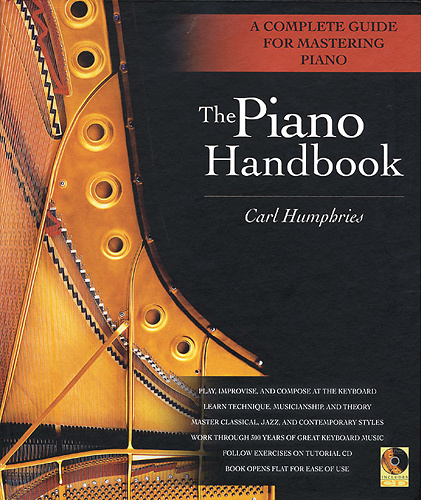 A COMPLETE GUIDE
FOR MASTERING
PIANO
The Piano
Handbook
Carl Humphries
PLAY, IMPROVISE, AND COMPOSE AT THE KEYBOARD
LEARN TECHNIQUE, MUSICIANSHIP, AND THEORY
MASTER CLASSICAL, JAZZ, AND CONTEMPORARY STYLES
WORK THROUGH 300 YEARS OF GREAT KEYBOARD MUSIC
FOLLOW EXERCISES ON TUTORIAL CD
BOOK OPENS FLAT FOR EASE OF USE
INCLUDES
CD